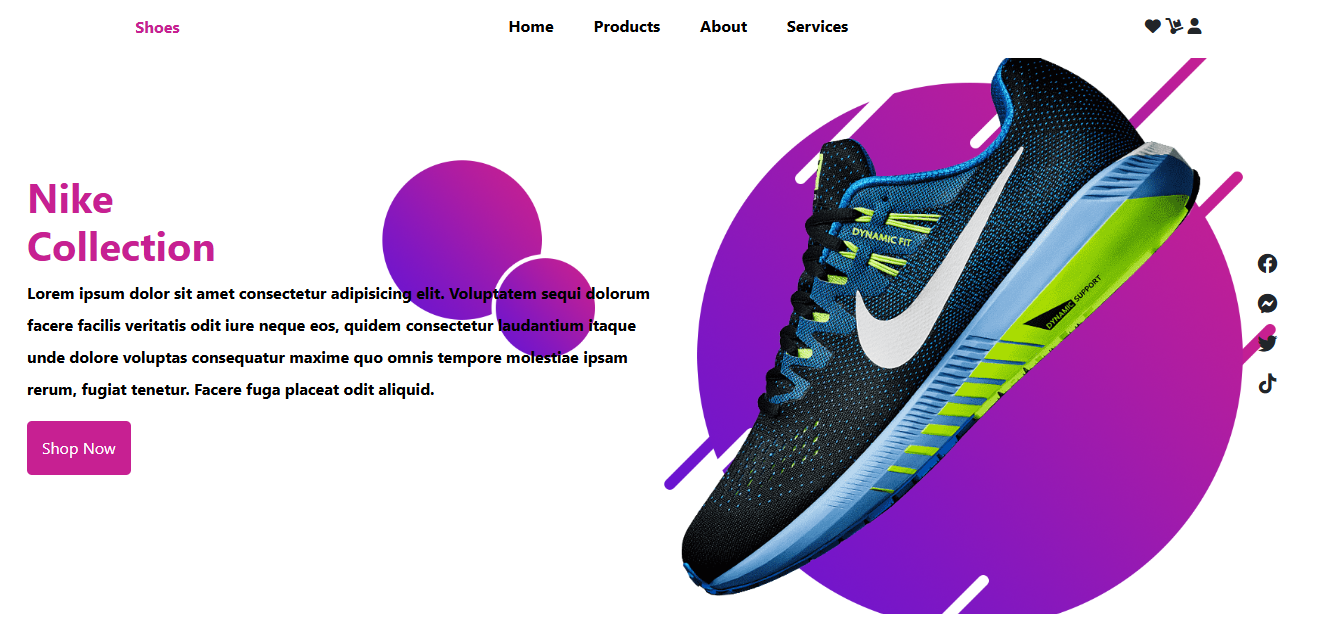 Shoes
Home Products About Services
Nike
Collection
Lorem ipsum dolor sit amet consectetur adipisicing elit. Voluptatem sequi dolorum
facere facilis veritatis odit iure neque eos, quidem consectetur laudantium itaque
unde dolore voluptas consequatur maxime quo omnis tempore molestiae ipsam
rerum, fugiat tenetur. Facere fuga placeat odit aliquid.
Shop Now
DYNAMIC FIT
DYNAMIC SUPPORT